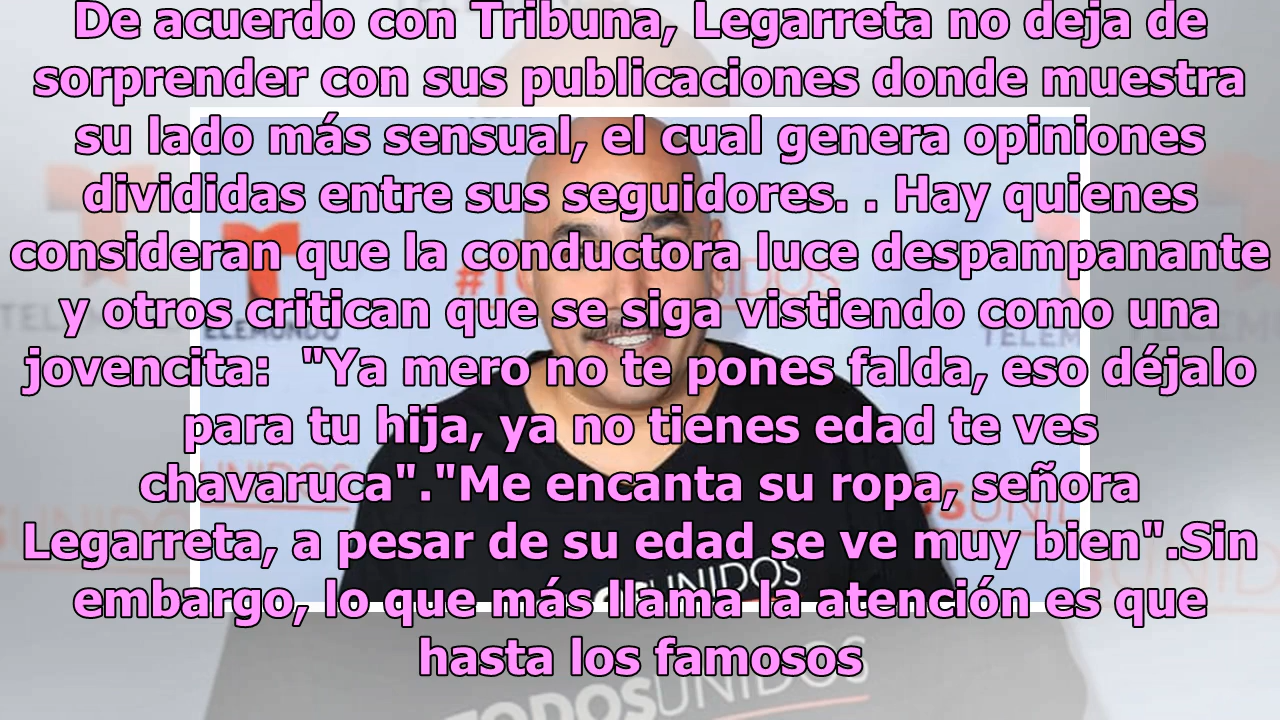 De acuerdo con Tribuna, Legarreta no deja de
sorprender con sus publicaciones donde muestra
su lado más sensual, el cual genera opiniones
divididas entre sus seguidores. . Hay quienes
consideran que la conductora luce despampanante
y otros critican que se siga vistiendo como una
jovencita:  "Ya mero no te pones falda, eso déjalo
para tu hija, ya no tienes edad te ves
chavaruca"."Me encanta su ropa, señora
Legarreta, a pesar de su edad se ve muy bien".Sin
embargo, lo que más llama la atención es que
hasta los famosos
TELEMUNDO
TODOSUNIDOS